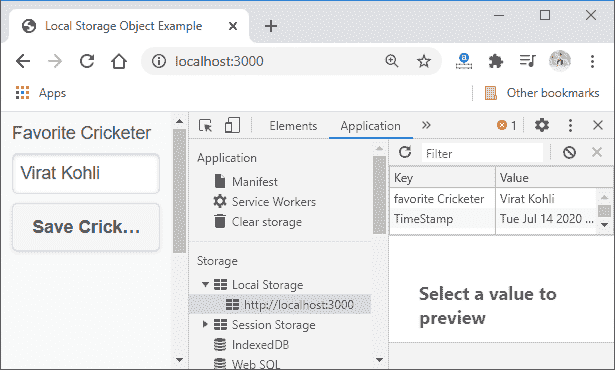 Local Storage Object Example
localhost:3000
Apps
Other bookmarks
Favorite Cricketer
Virat Kohli
Save Crick...
Elements
Application
1
Application
Manifest
Service Workers
Clear storage
Storage
Local Storage
http://localhost:3000
Session Storage
IndexedDB
Web SQL
Filter
Key Value
favorite Cricketer Virat Kohli
TimeStamp Tue Jul 14 2020 ...
Select a value to
preview